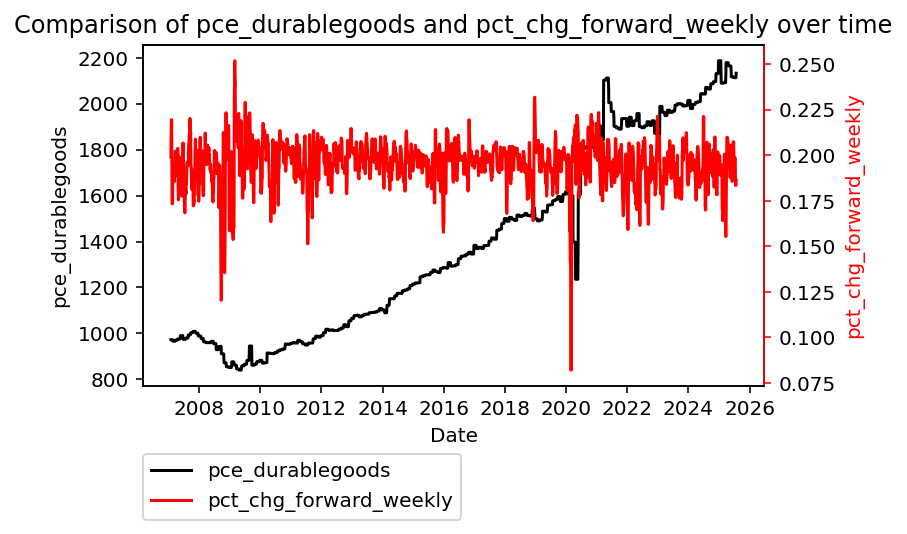 Comparison of pce_durablegoods and pct_chg_forward_weekly over time
pce_durablegoods
2200
2000
1800
1600
1400
1200
1000
800
0.250
0.225
0.200
0.175
0.150
0.125
0.100
0.075
pct_chg_forward_weekly
2008 2010 2012 2014 2016 2018 2020 2022 2024 2026
Date
pce_durablegoods
pct_chg_forward_weekly